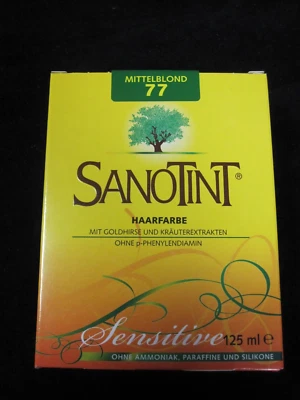 MITTELBLOND
77
SANOTINT®
HAARFARBE
MIT GOLDHIRSE UND KRÄUTEREXTRAKTEN
OHNE p-PHENYLENDIAMIN
Sensitive 125 ml ℮
OHNE AMMONIAK, PARAFFINE UND SILIKONE